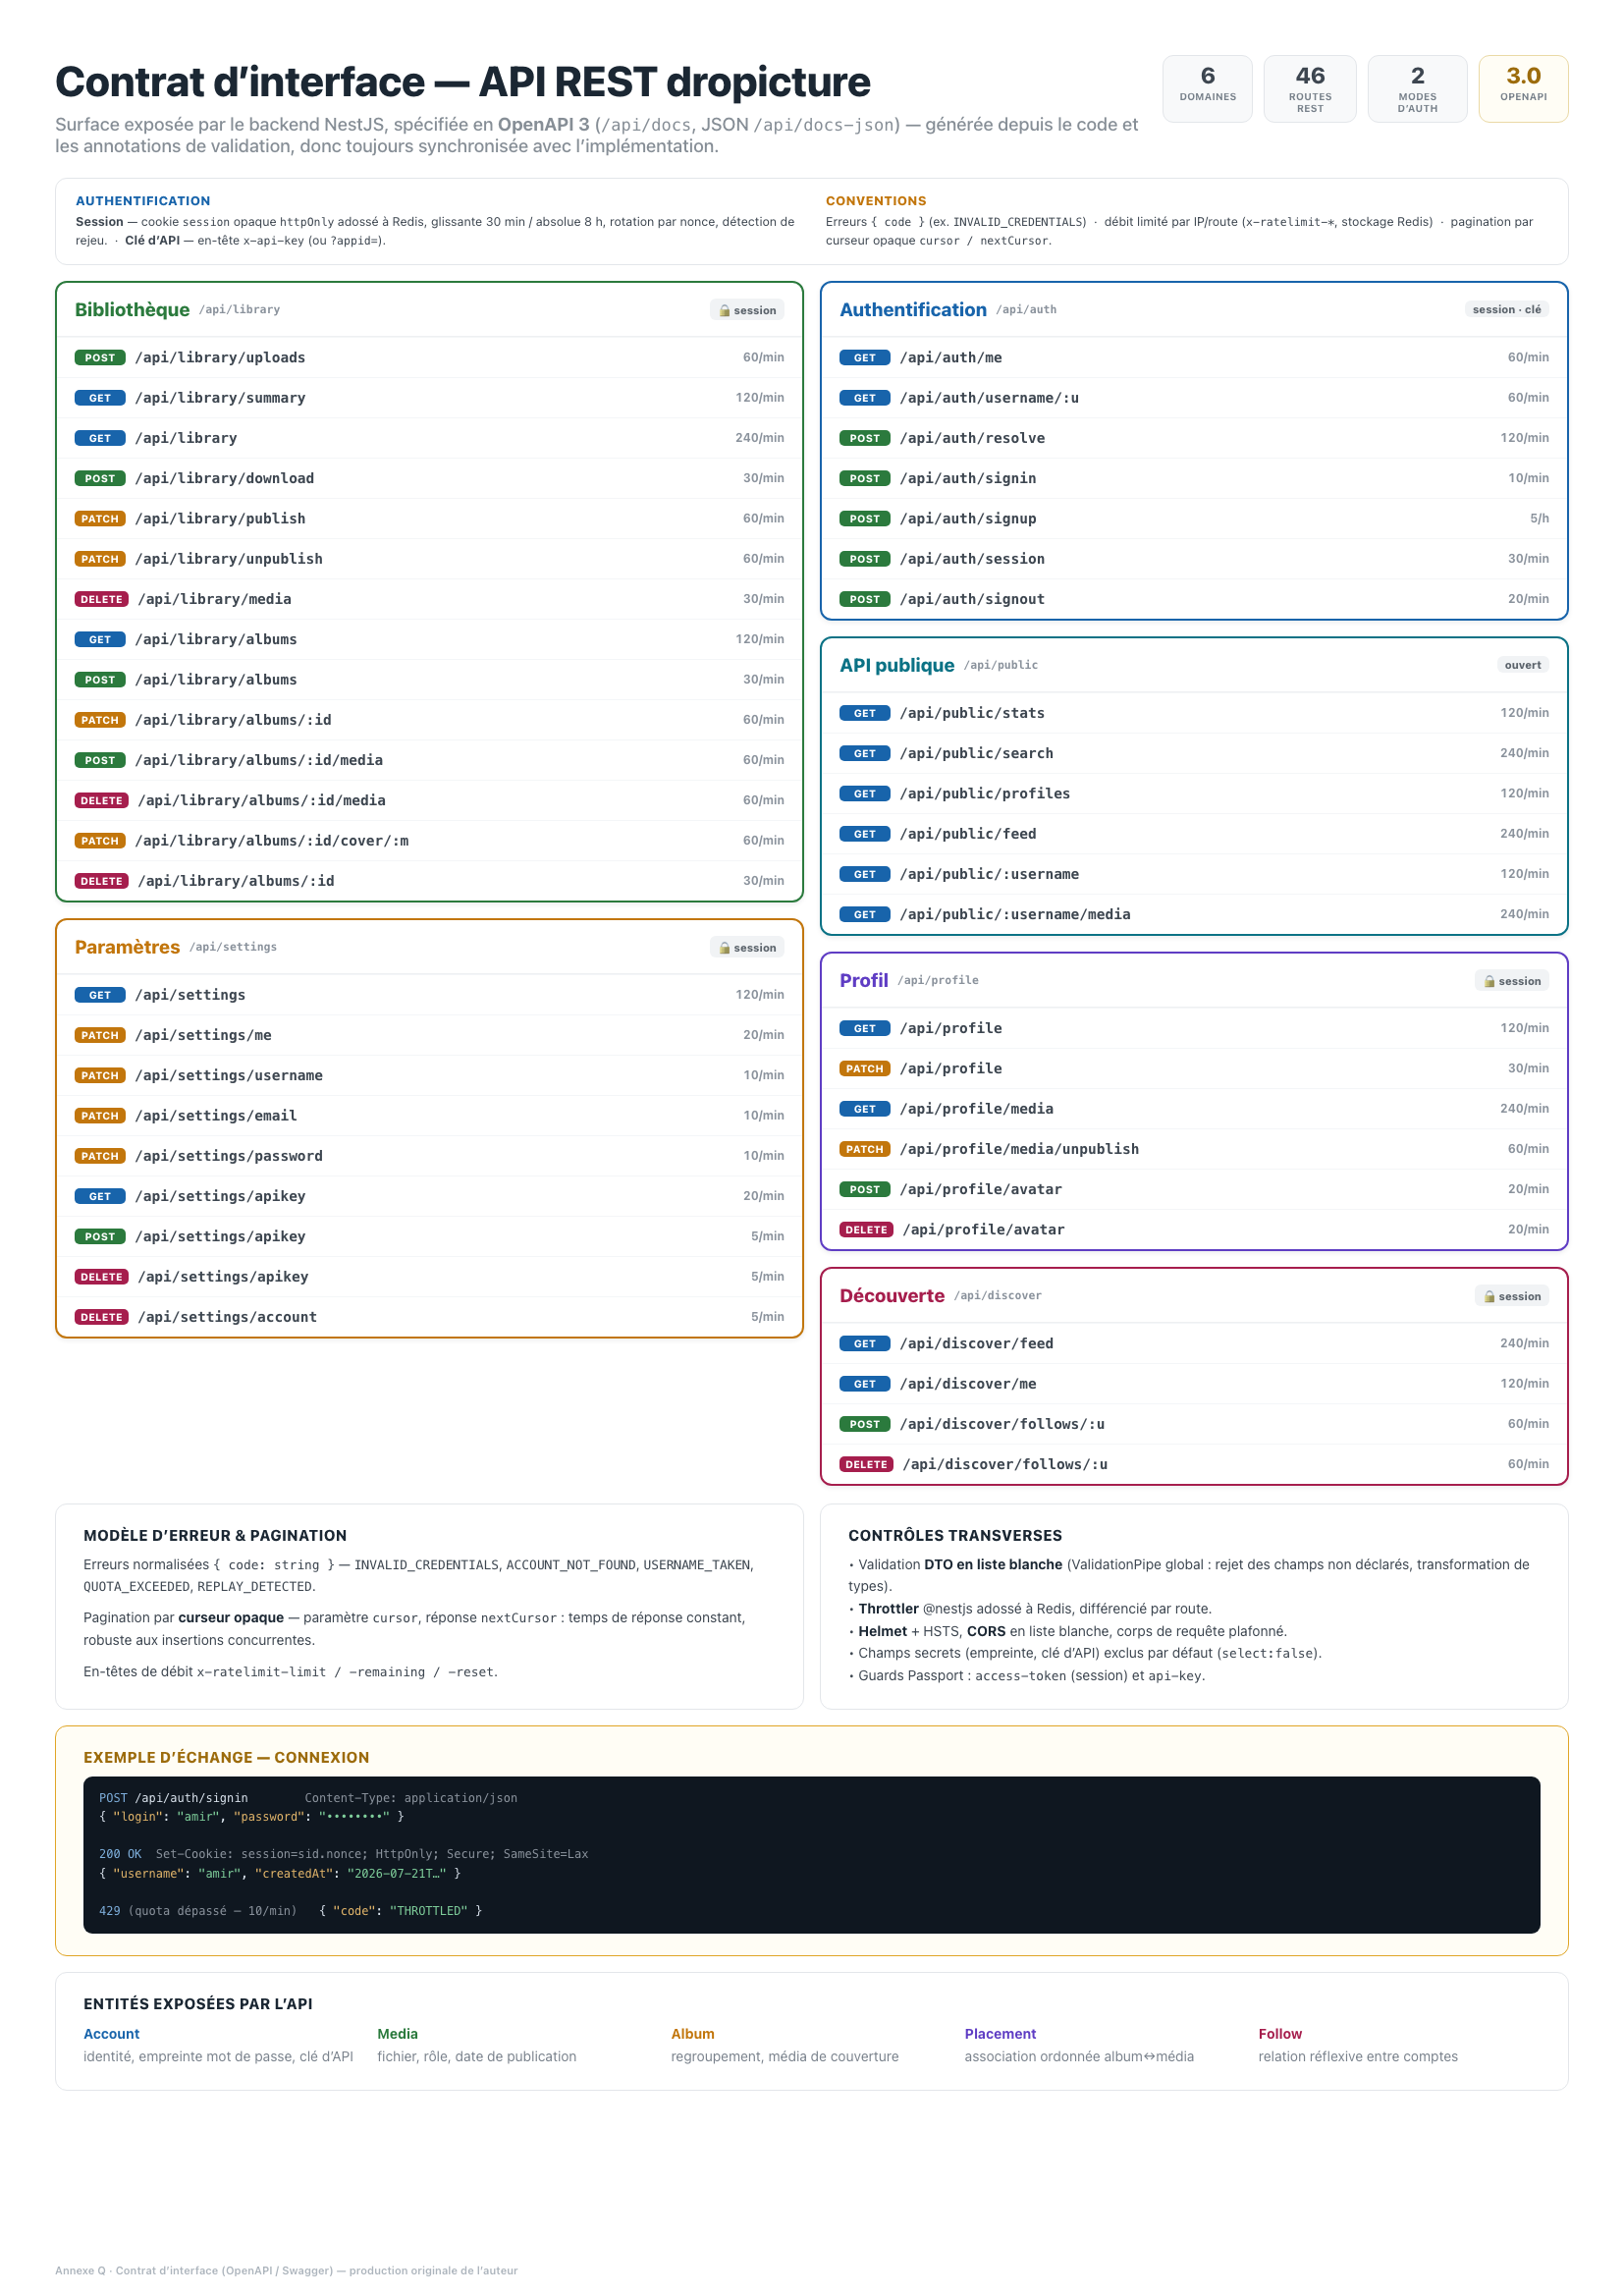 Contrat d’interface — API REST dropicture
Surface exposée par le backend NestJS, spécifiée en OpenAPI 3 (/api/docs, JSON /api/docs-json) — générée depuis le code et
les annotations de validation, donc toujours synchronisée avec l’implémentation.
6
DOMAINES
46
ROUTES
REST
2
MODES
D’AUTH
3.0
OPENAPI
AUTHENTIFICATION
Session — cookie session opaque httpOnly adossé à Redis, glissante 30 min / absolue 8 h, rotation par nonce, détection de
rejeu. · Clé d’API — en-tête x-api-key (ou ?appid=).
CONVENTIONS
Erreurs { code } (ex. INVALID_CREDENTIALS) · débit limité par IP/route (x-ratelimit-*, stockage Redis) · pagination par
curseur opaque cursor / nextCursor.
Bibliothèque /api/library 🔒 session
POST /api/library/uploads 60/min
GET /api/library/summary 120/min
GET /api/library 240/min
POST /api/library/download 30/min
PATCH /api/library/publish 60/min
PATCH /api/library/unpublish 60/min
DELETE /api/library/media 30/min
GET /api/library/albums 120/min
POST /api/library/albums 30/min
PATCH /api/library/albums/:id 60/min
POST /api/library/albums/:id/media 60/min
DELETE /api/library/albums/:id/media 60/min
PATCH /api/library/albums/:id/cover/:m 60/min
DELETE /api/library/albums/:id 30/min
Paramètres /api/settings 🔒 session
GET /api/settings 120/min
PATCH /api/settings/me 20/min
PATCH /api/settings/username 10/min
PATCH /api/settings/email 10/min
PATCH /api/settings/password 10/min
GET /api/settings/apikey 20/min
POST /api/settings/apikey 5/min
DELETE /api/settings/apikey 5/min
DELETE /api/settings/account 5/min
Authentification /api/auth session · clé
GET /api/auth/me 60/min
GET /api/auth/username/:u 60/min
POST /api/auth/resolve 120/min
POST /api/auth/signin 10/min
POST /api/auth/signup 5/h
POST /api/auth/session 30/min
POST /api/auth/signout 20/min
API publique /api/public ouvert
GET /api/public/stats 120/min
GET /api/public/search 240/min
GET /api/public/profiles 120/min
GET /api/public/feed 240/min
GET /api/public/:username 120/min
GET /api/public/:username/media 240/min
Profil /api/profile 🔒 session
GET /api/profile 120/min
PATCH /api/profile 30/min
GET /api/profile/media 240/min
PATCH /api/profile/media/unpublish 60/min
POST /api/profile/avatar 20/min
DELETE /api/profile/avatar 20/min
Découverte /api/discover 🔒 session
GET /api/discover/feed 240/min
GET /api/discover/me 120/min
POST /api/discover/follows/:u 60/min
DELETE /api/discover/follows/:u 60/min
MODÈLE D’ERREUR & PAGINATION
Erreurs normalisées { code: string } — INVALID_CREDENTIALS, ACCOUNT_NOT_FOUND, USERNAME_TAKEN,
QUOTA_EXCEEDED, REPLAY_DETECTED.
Pagination par curseur opaque — paramètre cursor, réponse nextCursor : temps de réponse constant,
robuste aux insertions concurrentes.
En-têtes de débit x-ratelimit-limit / -remaining / -reset.
CONTRÔLES TRANSVERSES
• Validation DTO en liste blanche (ValidationPipe global : rejet des champs non déclarés, transformation de
types).
• Throttler @nestjs adossé à Redis, différencié par route.
• Helmet + HSTS, CORS en liste blanche, corps de requête plafonné.
• Champs secrets (empreinte, clé d’API) exclus par défaut (select:false).
• Guards Passport : access-token (session) et api-key.
EXEMPLE D’ÉCHANGE — CONNEXION
POST /api/auth/signin Content-Type: application/json
{ "login": "amir", "password": "••••••••" }
200 OK Set-Cookie: session=sid.nonce; HttpOnly; Secure; SameSite=Lax
{ "username": "amir", "createdAt": "2026-07-21T…" }
429 (quota dépassé — 10/min) { "code": "THROTTLED" }
ENTITÉS EXPOSÉES PAR L’API
Account
identité, empreinte mot de passe, clé d’API
Media
fichier, rôle, date de publication
Album
regroupement, média de couverture
Placement
association ordonnée album↔média
Follow
relation réflexive entre comptes
Annexe Q · Contrat d’interface (OpenAPI / Swagger) — production originale de l’auteur